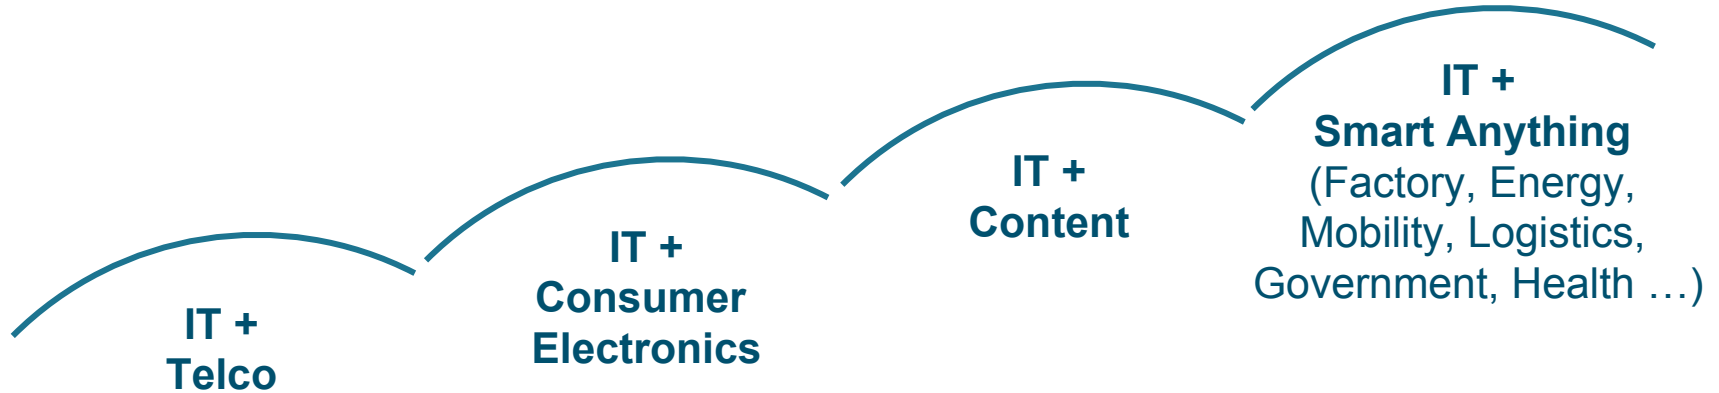 IT +
Telco
IT +
Consumer
Electronics
IT +
Content
IT +
Smart Anything
(Factory, Energy,
Mobility, Logistics,
Government, Health …)